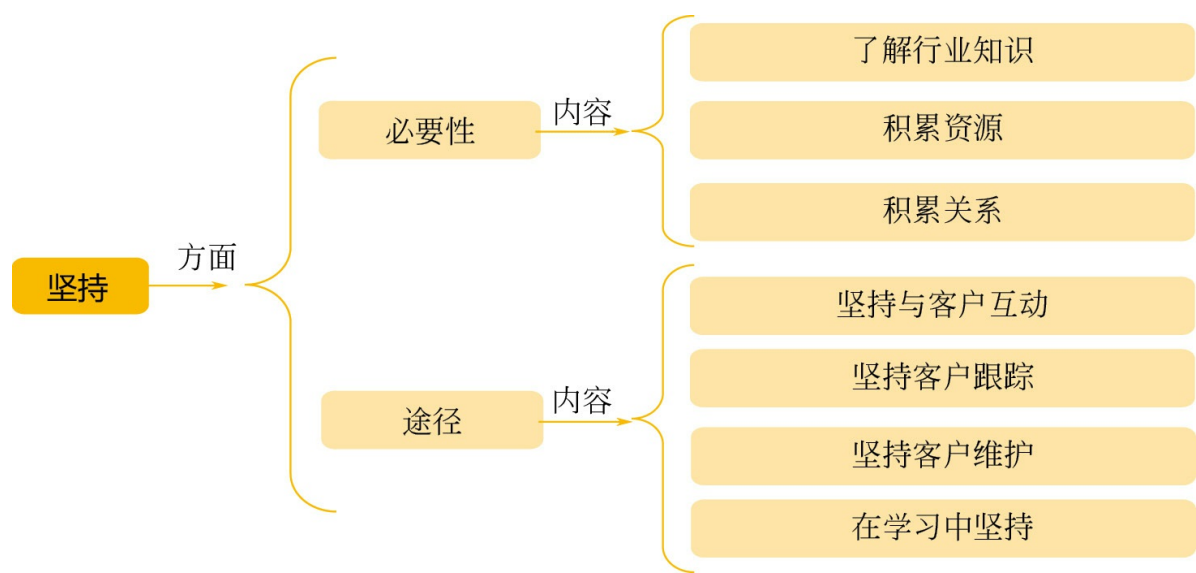 坚持
方面
必要性
内容
了解行业知识
积累资源
积累关系
途径
内容
坚持与客户互动
坚持客户跟踪
坚持客户维护
在学习中坚持